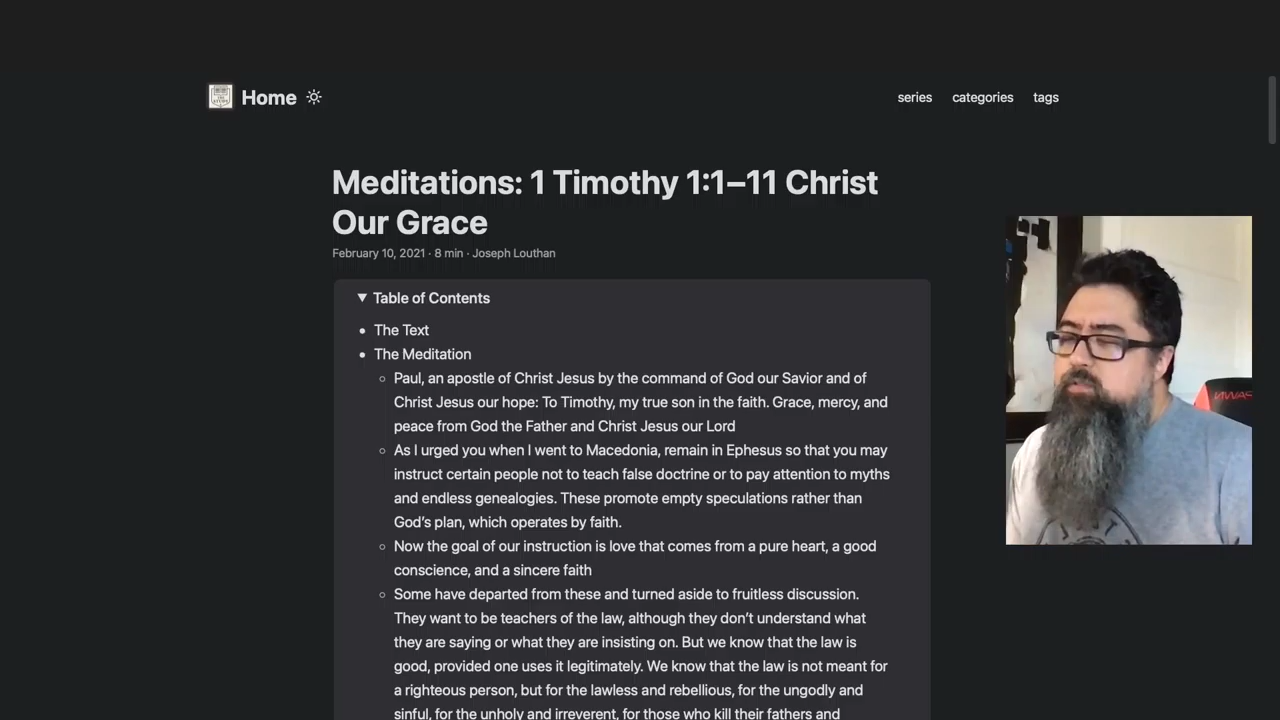 Home
series categories tags
Meditations: 1 Timothy 1:1–11 Christ
Our Grace
February 10, 2021 · 8 min · Joseph Louthan
Table of Contents
The Text
The Meditation
Paul, an apostle of Christ Jesus by the command of God our Savior and of
Christ Jesus our hope: To Timothy, my true son in the faith. Grace, mercy, and
peace from God the Father and Christ Jesus our Lord
As I urged you when I went to Macedonia, remain in Ephesus so that you may
instruct certain people not to teach false doctrine or to pay attention to myths
and endless genealogies. These promote empty speculations rather than
God’s plan, which operates by faith.
Now the goal of our instruction is love that comes from a pure heart, a good
conscience, and a sincere faith
Some have departed from these and turned aside to fruitless discussion.
They want to be teachers of the law, although they don’t understand what
they are saying or what they are insisting on. But we know that the law is
good, provided one uses it legitimately. We know that the law is not meant for
a righteous person, but for the lawless and rebellious, for the ungodly and
sinful, for the unholy and irreverent, for those who kill their fathers and